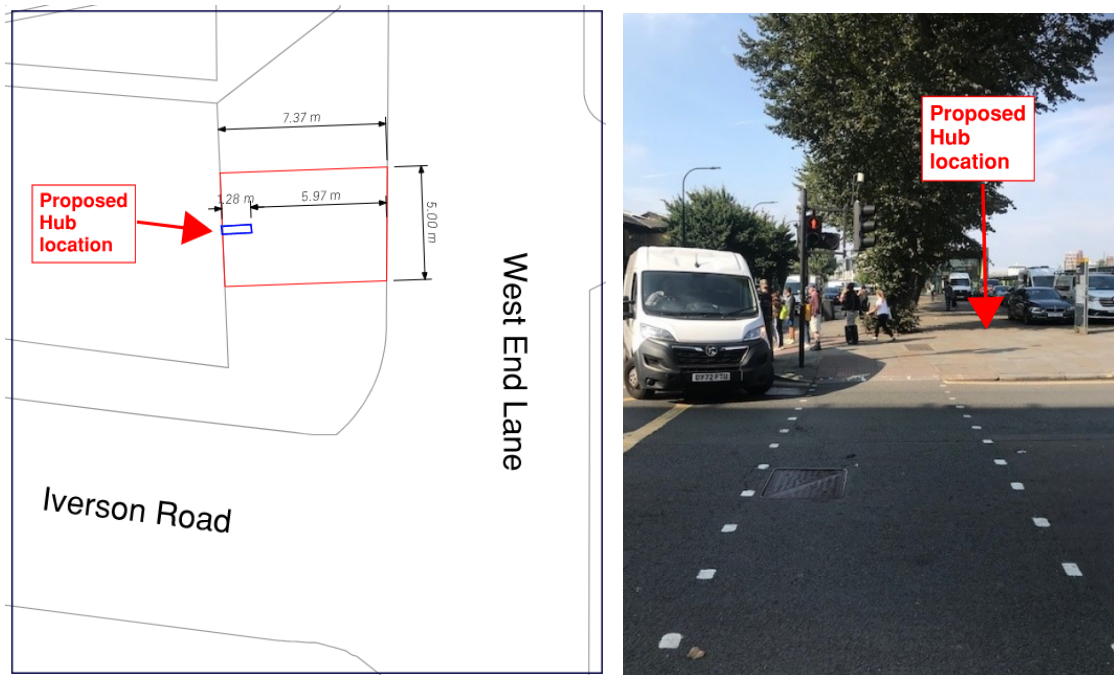 7.37 m
1.28 m
5.97 m
5.00 m
Proposed
Hub
location
West End Lane
Iverson Road
Proposed
Hub
location